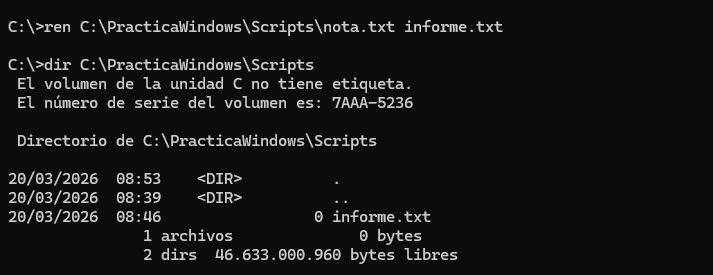 C:\>ren C:\PracticaWindows\Scripts\nota.txt informe.txt
C:\>dir C:\PracticaWindows\Scripts
El volumen de la unidad C no tiene etiqueta.
El número de serie del volumen es: 7AAA-5236
Directorio de C:\PracticaWindows\Scripts
20/03/2026  08:53    <DIR>          .
20/03/2026  08:39    <DIR>          ..
20/03/2026  08:46                 0 informe.txt
1 archivos              0 bytes
2 dirs  46.633.000.960 bytes libres